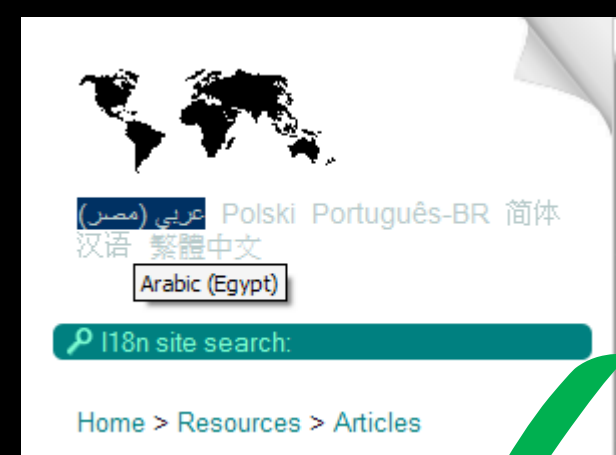 عربي (مصر) Polski Português-BR 简体
汉语 繁體中文
Arabic (Egypt)
I18n site search:
Home > Resources > Articles